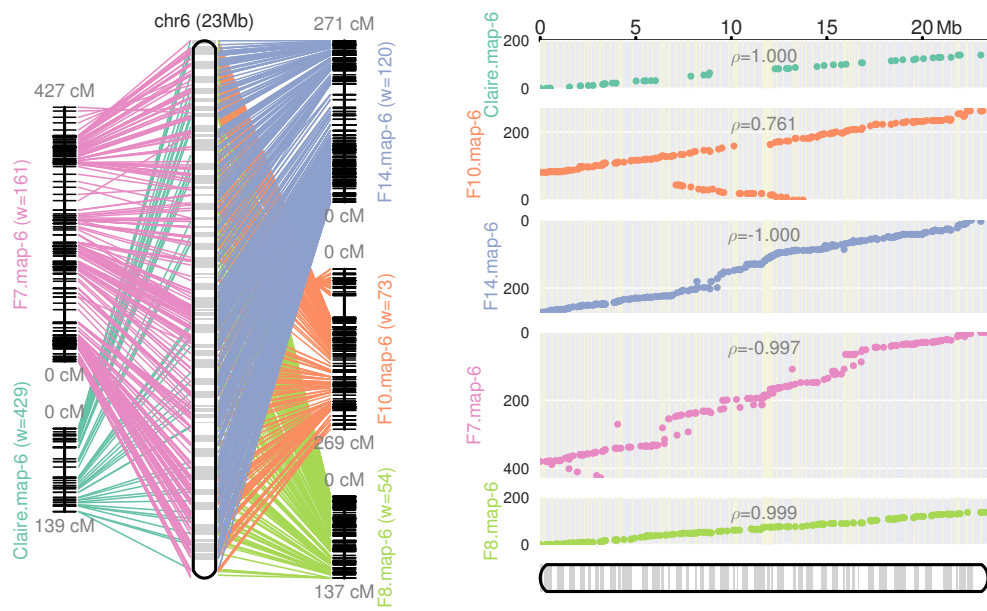 chr6 (23Mb)
427 cM
F7.map-6 (w=161)
0 cM
0 cM
Claire.map-6 (w=429)
139 cM
271 cM
F14.map-6 (w=120)
0 cM
0 cM
F10.map-6 (w=73)
269 cM
0 cM
F8.map-6 (w=54)
137 cM
0 5 10 15 20 Mb
Claire.map-6
200
0
ρ=1.000
F10.map-6
200
0
ρ=0.761
F14.map-6
0
200
ρ=-1.000
F7.map-6
0
200
400
ρ=-0.997
F8.map-6
200
0
ρ=0.999